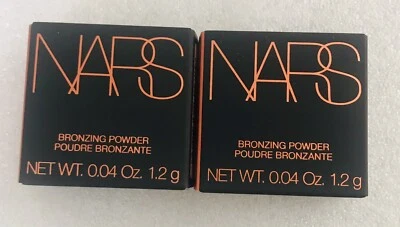 NARS
BRONZING POWDER
POUDRE BRONZANTE
NET WT. 0.04 Oz. 1.2 g
NARS
BRONZING POWDER
POUDRE BRONZANTE
NET WT. 0.04 Oz. 1.2 g